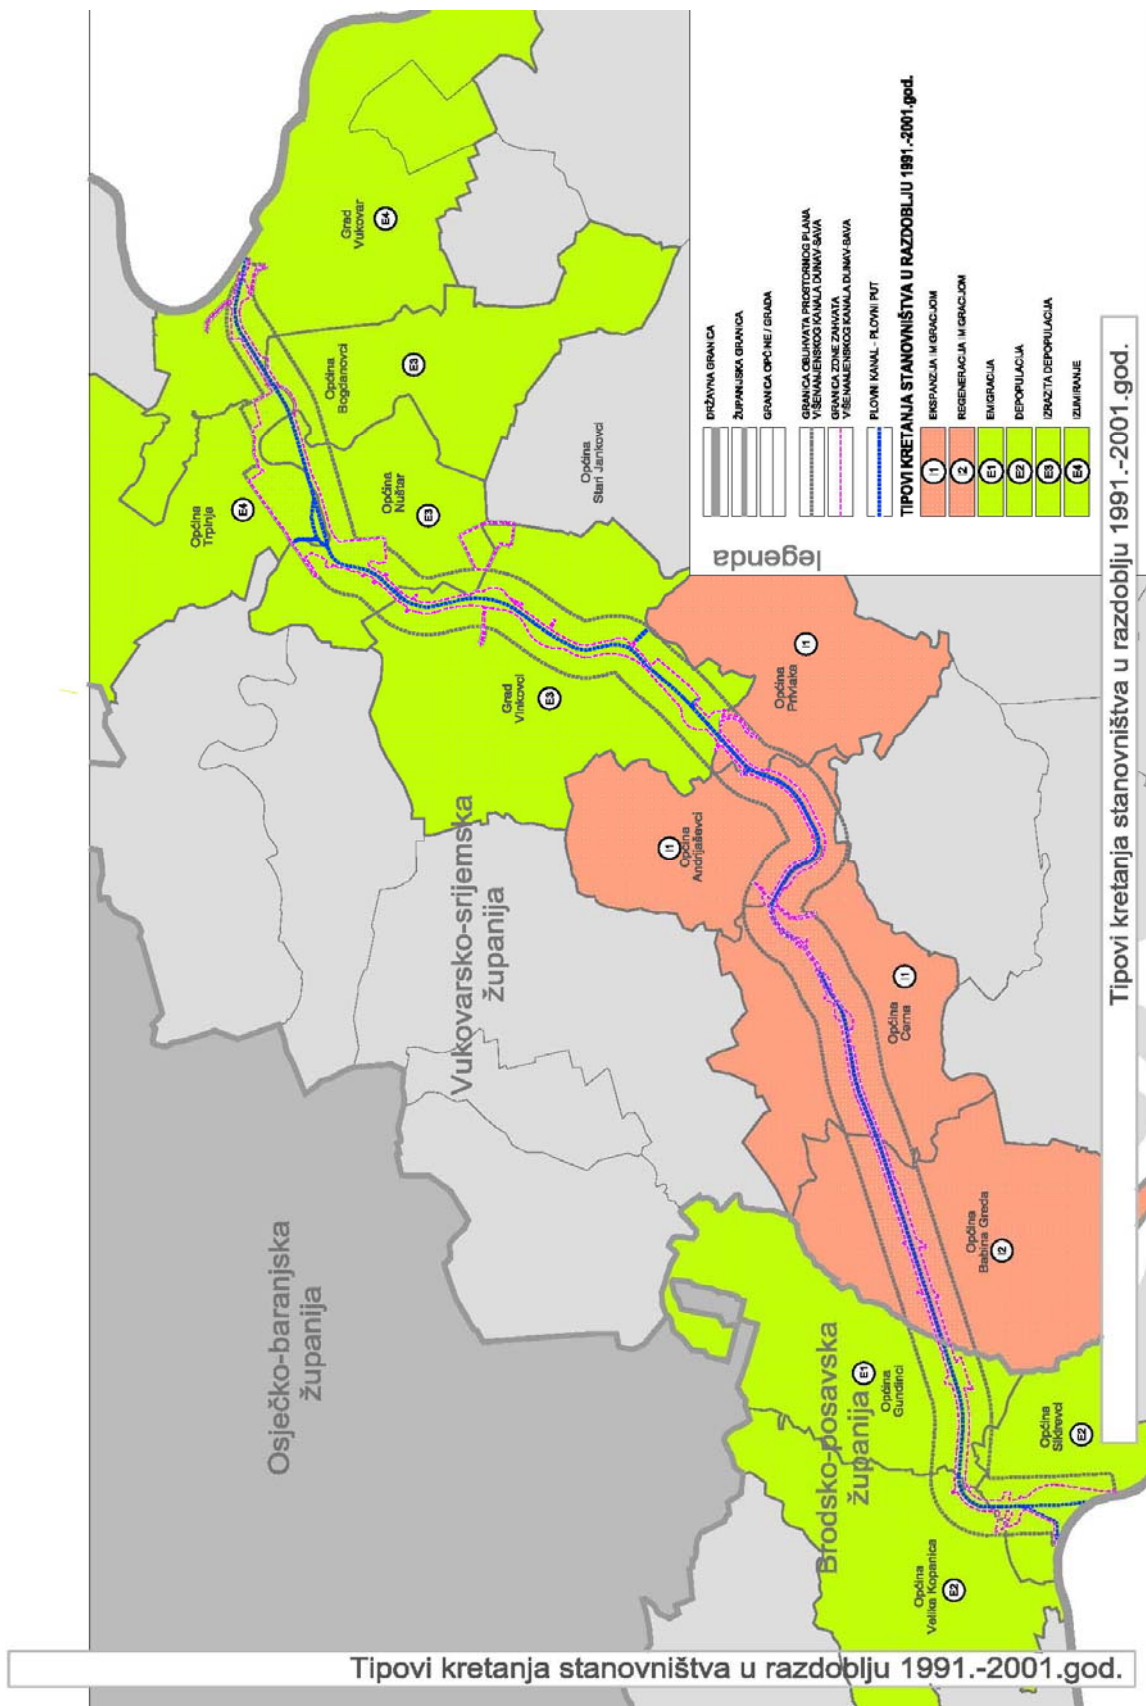 Tipovi kretanja stanovništva u razdoblju 1991.-2001.god.
Osječko-baranjska
županija
Vukovarsko-srijemska
županija
Brodsko-posavska
županija
Grad
Vukovar
E4
Općina
Bogdanovci
E3
Općina
Trpinja
E4
Općina
Nuštar
E3
Općina
Stari Jankovci
Grad
Vinkovci
E3
Općina
Privlaka
I1
I1
Općina
Andrijaševci
I1
Općina
Cerna
Općina
Babina Greda
I2
E1
Općina
Gundinci
Općina
Sikirevci
E2
Općina
Velika Kopanica
E2
legenda
DRŽAVNA GRANICA
ŽUPANIJSKA GRANICA
GRANICA OPĆINE / GRADA
GRANICA OBUHVATA PROSTORNOG PLANA
VIŠENAMJENSKOG KANALA DUNAV-SAVA
GRANICA ZONE ZAHVATA
VIŠENAMJENSKOG KANALA DUNAV-SAVA
PLOVNI KANAL - PLOVNI PUT
TIPOVI KRETANJA STANOVNIŠTVA U RAZDOBLJU 1991.-2001.god.
I1 EKSPANZIJA IMIGRACIJOM
I2 REGENERACIJA IMIGRACIJOM
E1 EMIGRACIJA
E2 DEPOPULACIJA
E3 IZRAZITA DEPOPULACIJA
E4 IZUMIRANJE
Tipovi kretanja stanovništva u razdoblju 1991.-2001.god.